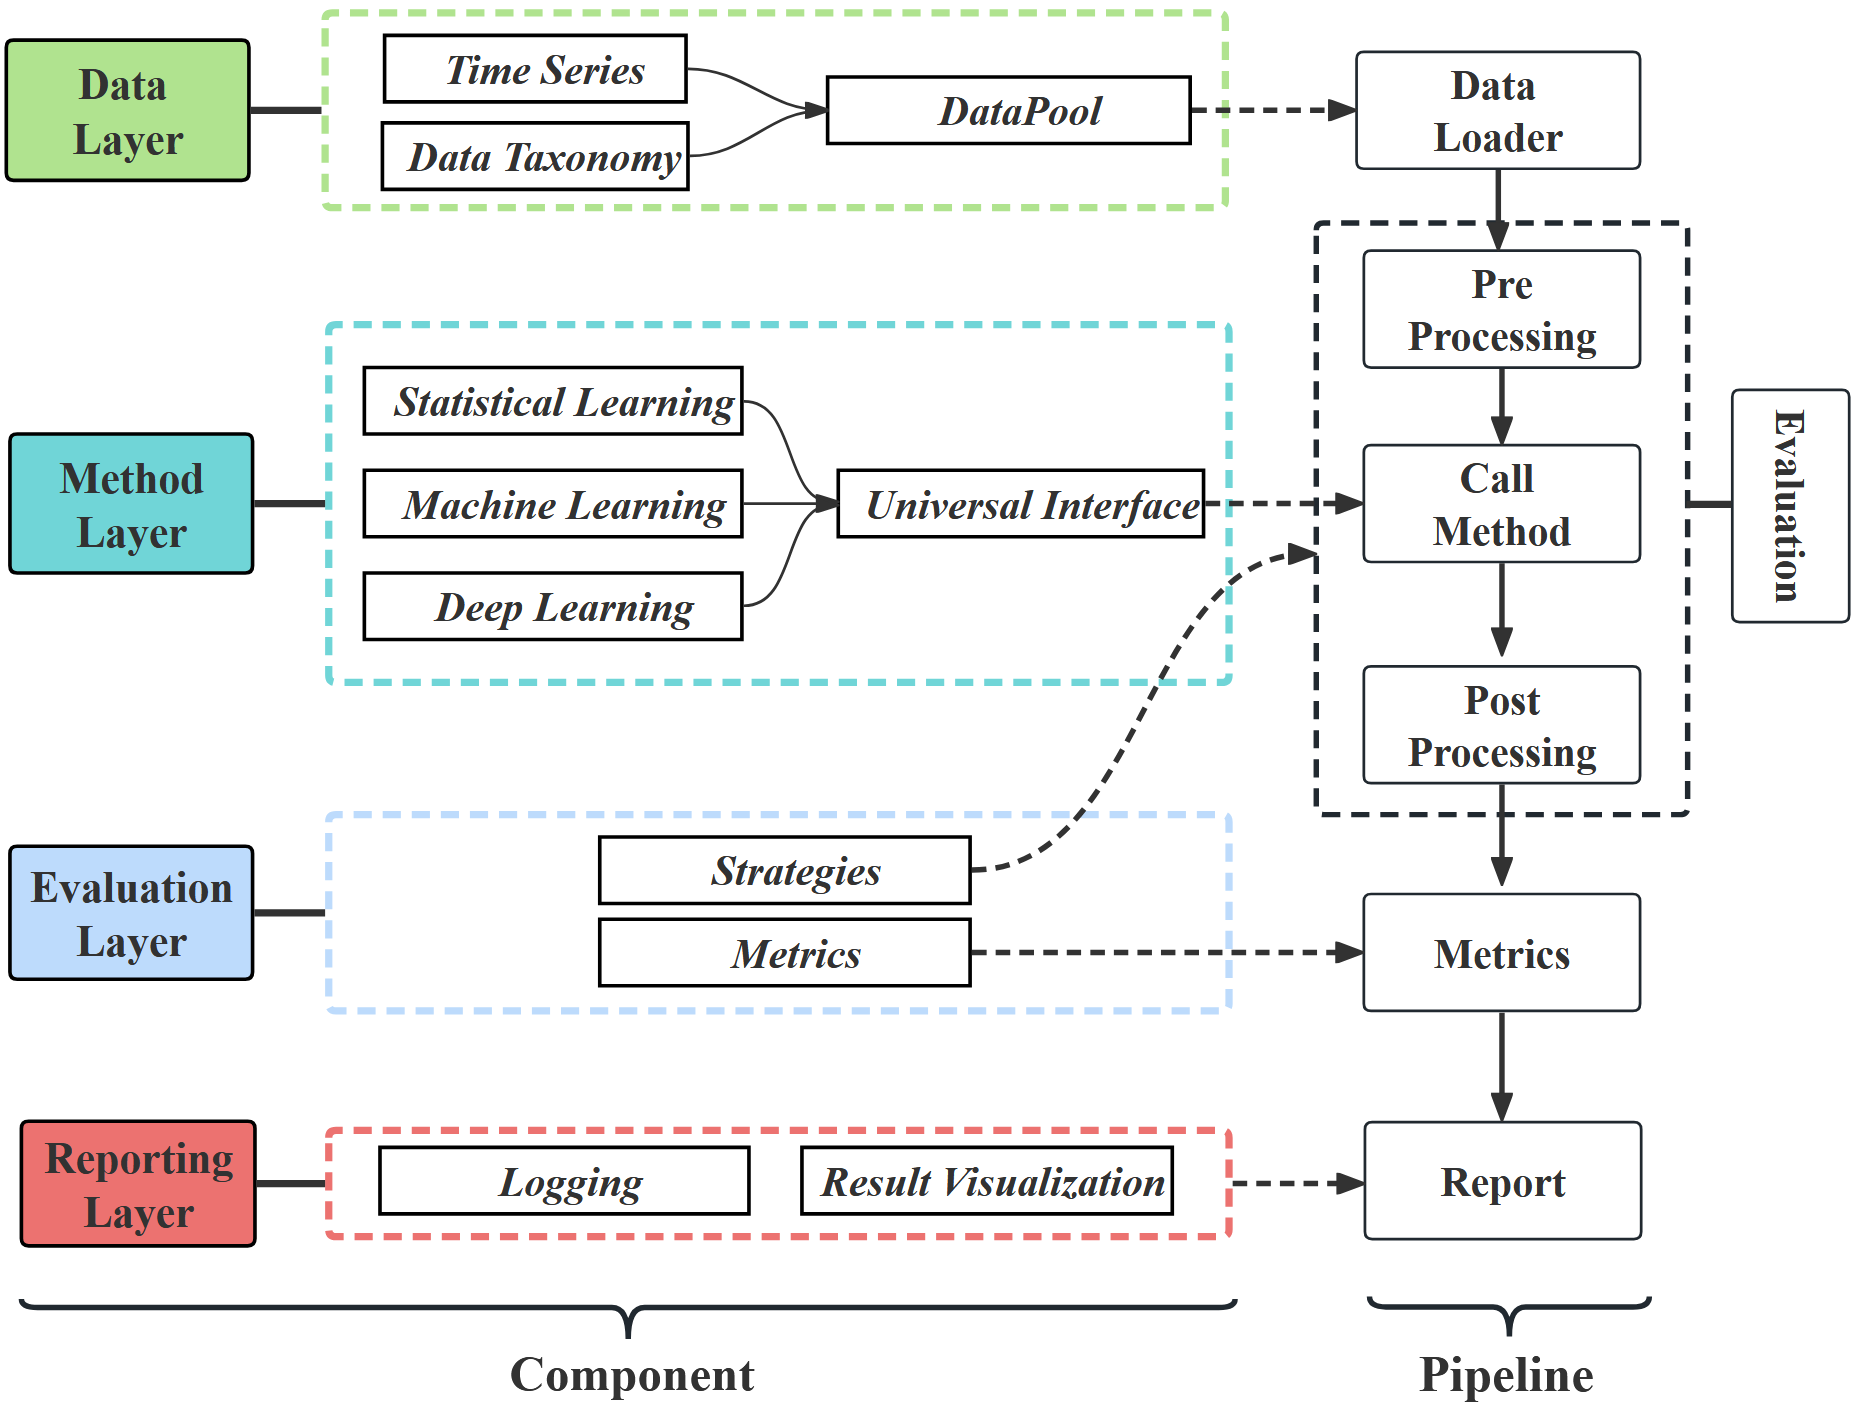 Data
Layer
Time Series
Data Taxonomy
DataPool
Data
Loader
Pre
Processing
Method
Layer
Statistical Learning
Machine Learning
Deep Learning
Universal Interface
Call
Method
Evaluation
Post
Processing
Evaluation
Layer
Strategies
Metrics
Metrics
Reporting
Layer
Logging
Result Visualization
Report
Component
Pipeline